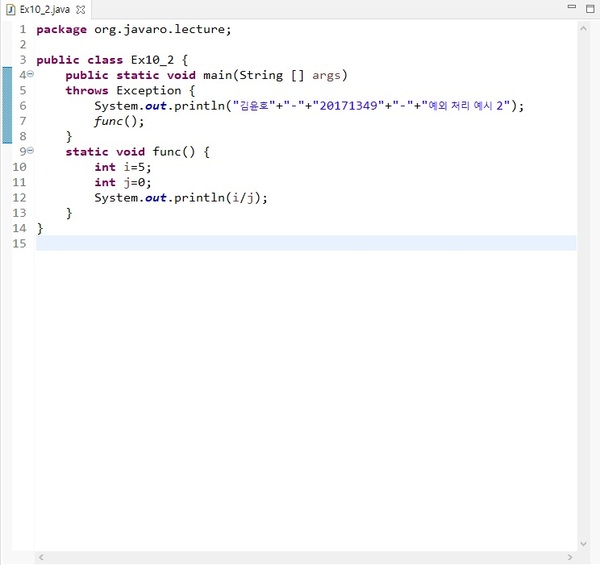 Ex10_2.java
1 package org.javaro.lecture;
2
3 public class Ex10_2 {
4 public static void main(String [] args)
5 throws Exception {
6 System.out.println("김윤호"+"-"+"20171349"+"-"+"예외 처리 예시 2");
7 func();
8 }
9 static void func() {
10 int i=5;
11 int j=0;
12 System.out.println(i/j);
13 }
14 }
15